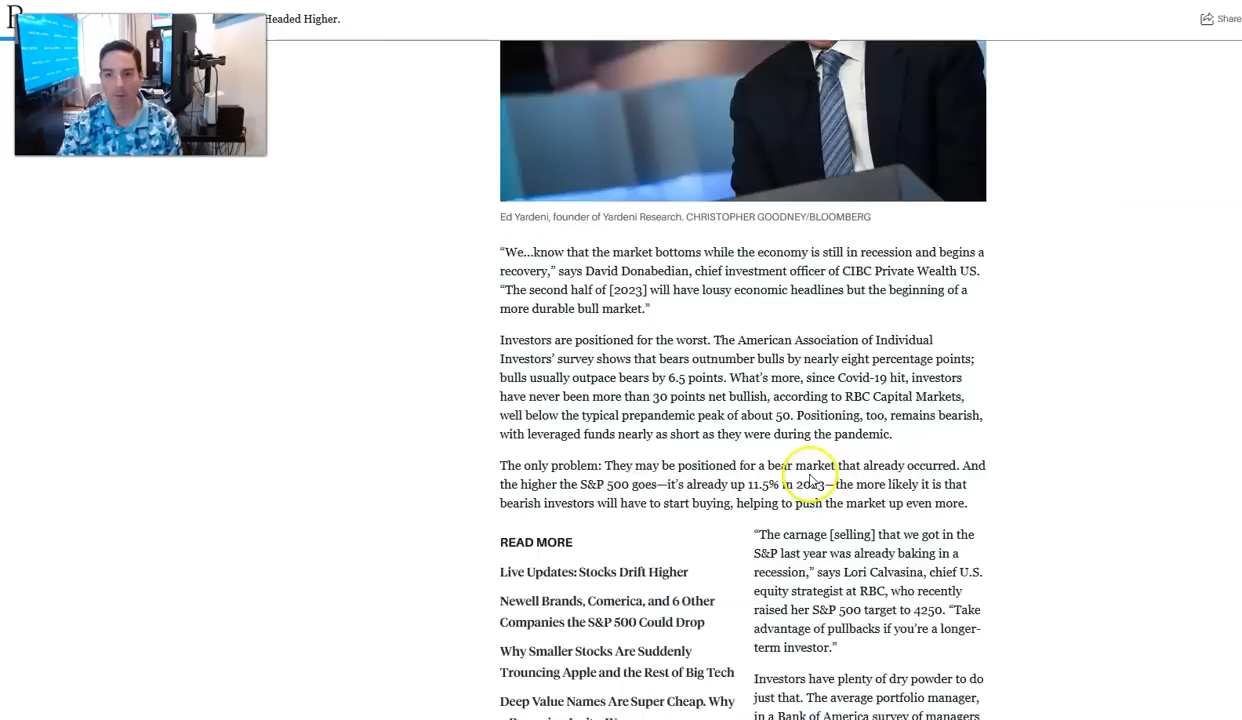 Headed Higher.
Share
Ed Yardeni, founder of Yardeni Research. CHRISTOPHER GOODNEY/BLOOMBERG
“We...know that the market bottoms while the economy is still in recession and begins a
recovery,” says David Donabedian, chief investment officer of CIBC Private Wealth US.
“The second half of [2023] will have lousy economic headlines but the beginning of a
more durable bull market.”
Investors are positioned for the worst. The American Association of Individual
Investors’ survey shows that bears outnumber bulls by nearly eight percentage points;
bulls usually outpace bears by 6.5 points. What’s more, since Covid-19 hit, investors
have never been more than 30 points net bullish, according to RBC Capital Markets,
well below the typical prepandemic peak of about 50. Positioning, too, remains bearish,
with leveraged funds nearly as short as they were during the pandemic.
The only problem: They may be positioned for a bear market that already occurred. And
the higher the S&P 500 goes—it’s already up 11.5% in 2023—the more likely it is that
bearish investors will have to start buying, helping to push the market up even more.
READ MORE
Live Updates: Stocks Drift Higher
Newell Brands, Comerica, and 6 Other
Companies the S&P 500 Could Drop
Why Smaller Stocks Are Suddenly
Trouncing Apple and the Rest of Big Tech
Deep Value Names Are Super Cheap. Why
“The carnage [selling] that we got in the
S&P last year was already baking in a
recession,” says Lori Calvasina, chief U.S.
equity strategist at RBC, who recently
raised her S&P 500 target to 4250. “Take
advantage of pullbacks if you’re a longer-
term investor.”
Investors have plenty of dry powder to do
just that. The average portfolio manager,
in a Bank of America survey of managers